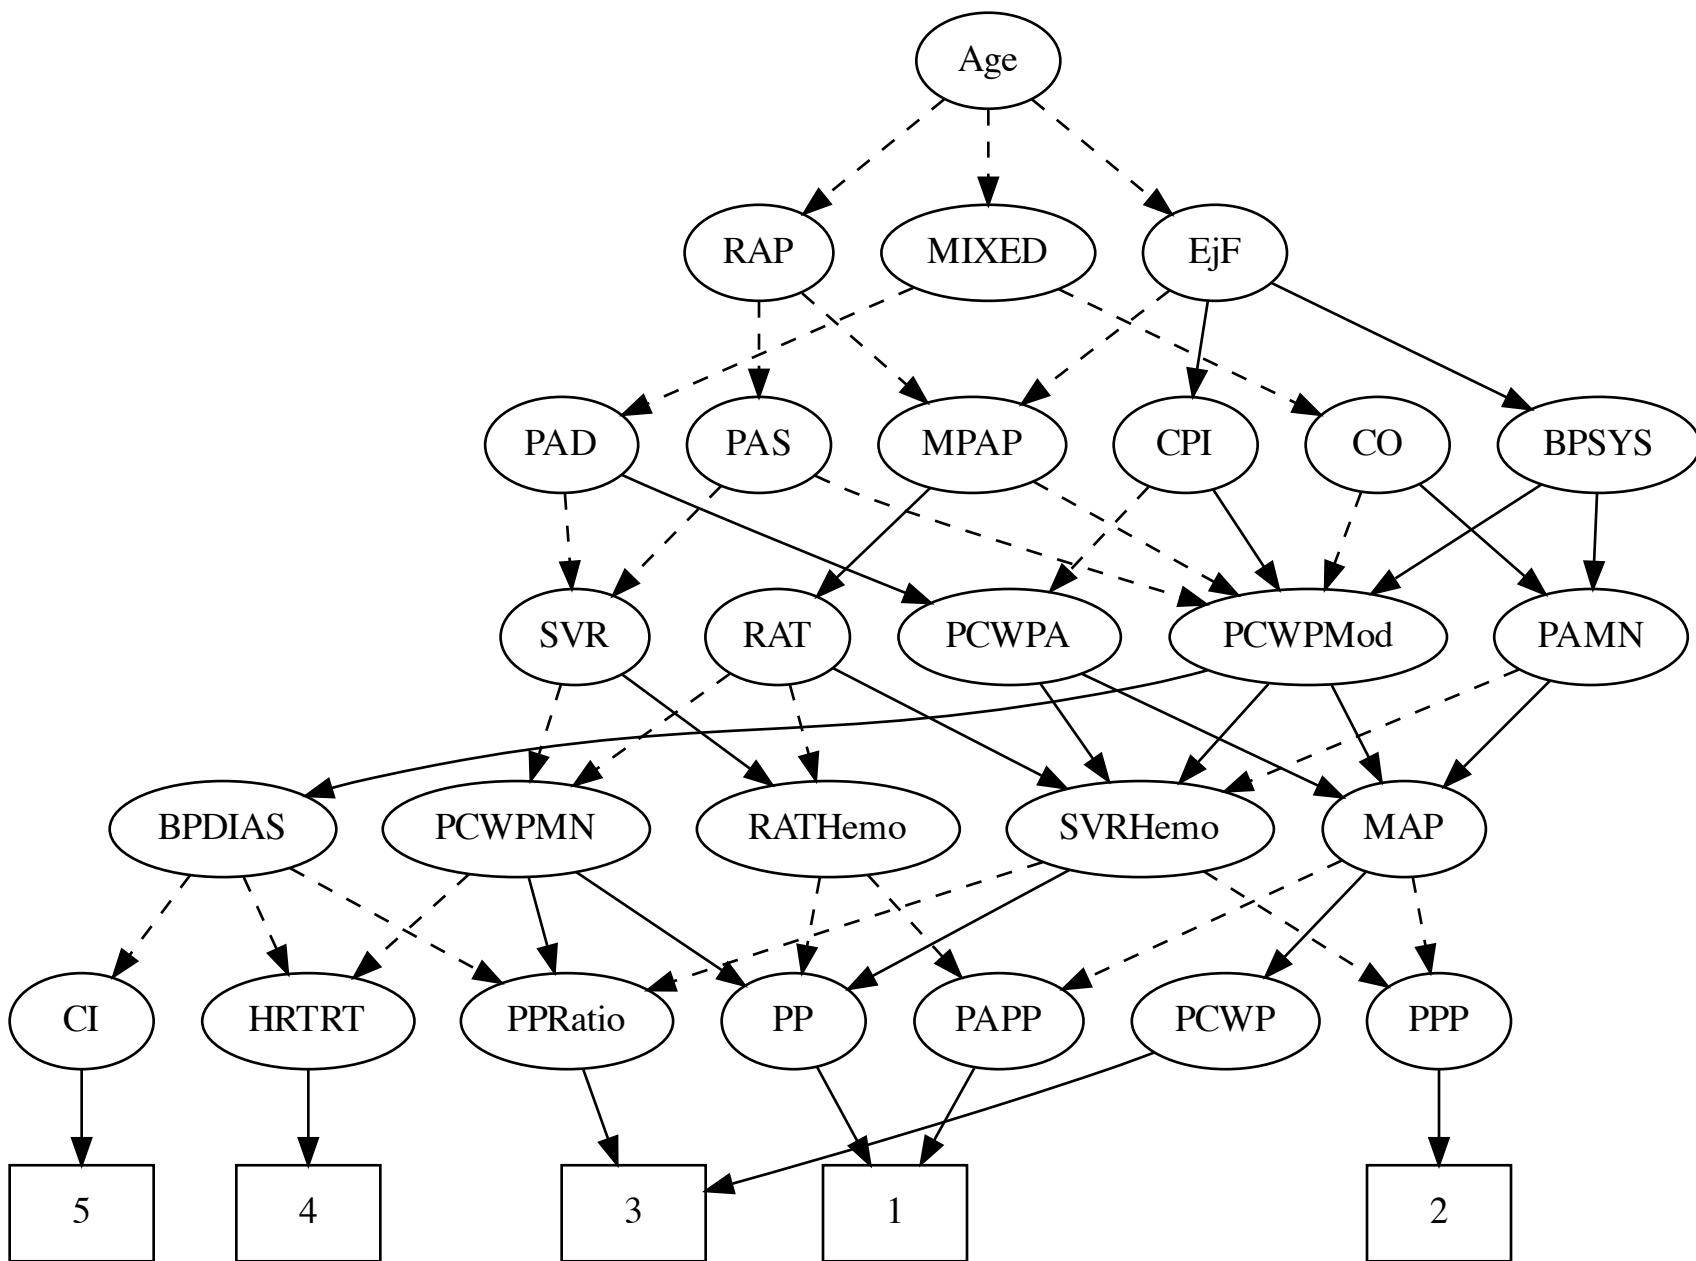 Age
RAP
MIXED
EjF
PAD
PAS
MPAP
CPI
CO
BPSYS
SVR
RAT
PCWPA
PCWPMod
PAMN
BPDIAS
PCWPMN
RATHemo
SVRHemo
MAP
CI
HRTRT
PPRatio
PP
PAPP
PCWP
PPP
5
4
3
1
2